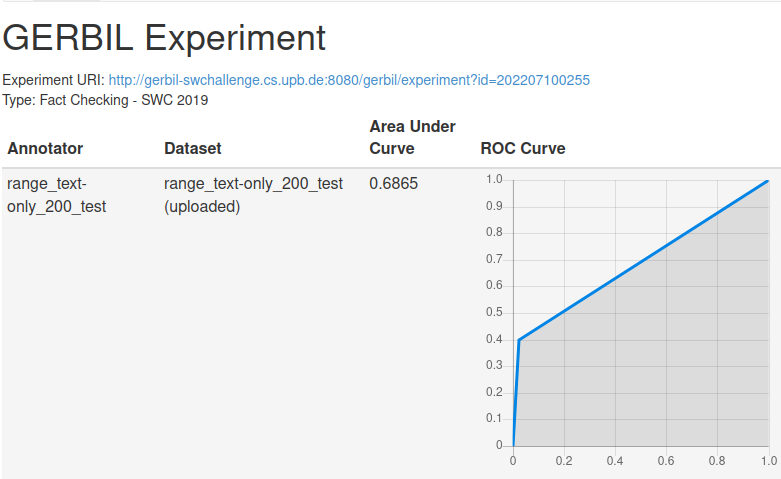 GERBIL Experiment
Experiment URI: http://gerbil-swchallenge.cs.upb.de:8080/gerbil/experiment?id=202207100255
Type: Fact Checking - SWC 2019
Annotator
Dataset
Area Under
Curve
ROC Curve
range_text-
only_200_test
range_text-only_200_test
(uploaded)
0.6865
1.0
0.9
0.8
0.7
0.6
0.5
0.4
0.3
0.2
0.1
0
0 0.2 0.4 0.6 0.8 1.0